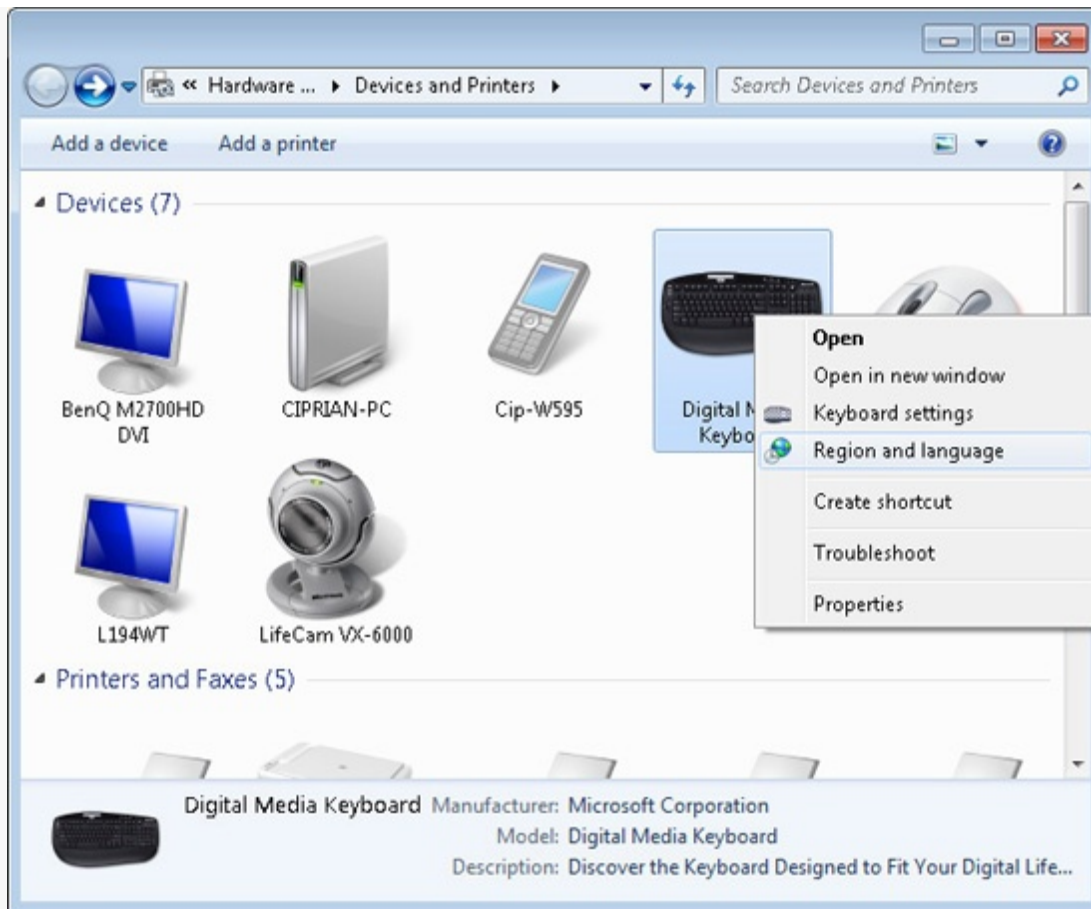 « Hardware ... Devices and Printers
Search Devices and Printers
Add a device Add a printer
Devices (7)
BenQ M2700HD
DVI
CIPRIAN-PC
Cip-W595
Digital M
Keybo
Open
Open in new window
Keyboard settings
Region and language
Create shortcut
Troubleshoot
Properties
L194WT
LifeCam VX-6000
Printers and Faxes (5)
Digital Media Keyboard Manufacturer: Microsoft Corporation
Model: Digital Media Keyboard
Description: Discover the Keyboard Designed to Fit Your Digital Life...